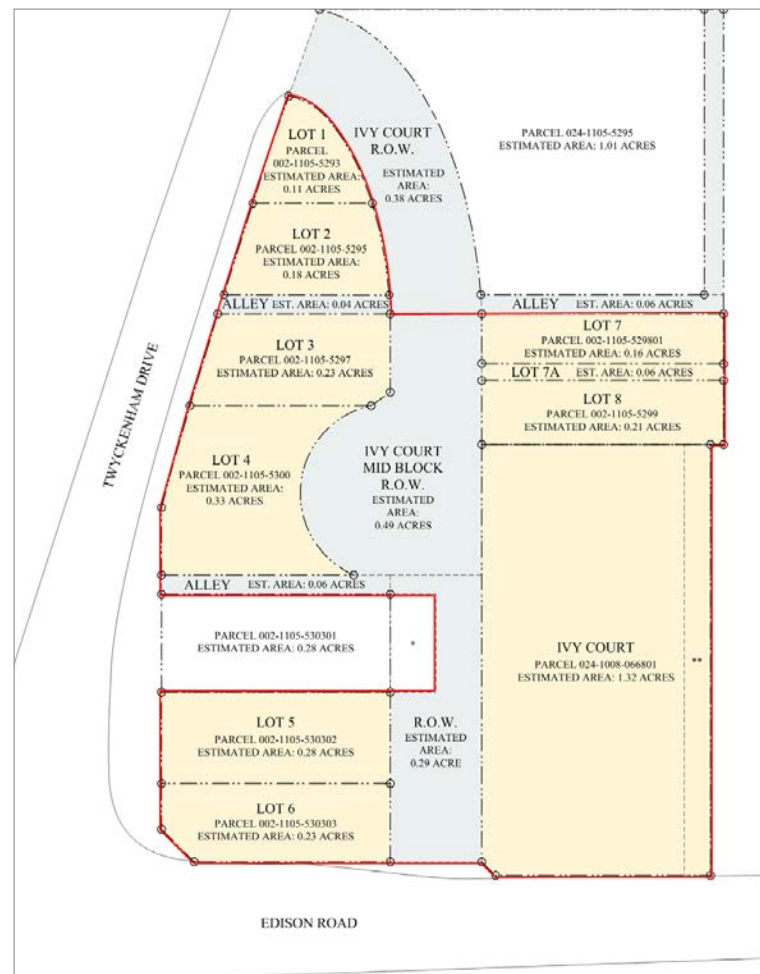 LOT 1
PARCEL
002-1105-5293
ESTIMATED AREA:
0.11 ACRES
IVY COURT
R.O.W.
ESTIMATED
AREA:
0.38 ACRES
PARCEL 024-1105-5295
ESTIMATED AREA: 1.01 ACRES
LOT 2
PARCEL 002-1105-5295
ESTIMATED AREA:
0.18 ACRES
ALLEY EST. AREA: 0.04 ACRES
ALLEY EST. AREA: 0.06 ACRES
LOT 3
PARCEL 002-1105-5297
ESTIMATED AREA:
0.23 ACRES
LOT 7
PARCEL 002-1105-529801
ESTIMATED AREA: 0.16 ACRES
LOT 7A EST. AREA: 0.06 ACRES
LOT 8
PARCEL 002-1105-5299
ESTIMATED AREA: 0.21 ACRES
TWYCKENHAM DRIVE
LOT 4
PARCEL 002-1105-5300
ESTIMATED AREA:
0.33 ACRES
IVY COURT
MID BLOCK
R.O.W.
ESTIMATED
AREA:
0.49 ACRES
ALLEY EST. AREA: 0.06 ACRES
PARCEL 002-1105-530301
ESTIMATED AREA: 0.28 ACRES
*
IVY COURT
PARCEL 024-1008-066801
ESTIMATED AREA: 1.32 ACRES
**
LOT 5
PARCEL 002-1105-530302
ESTIMATED AREA: 0.28 ACRES
R.O.W.
ESTIMATED
AREA:
0.29 ACRE
LOT 6
PARCEL 002-1105-530303
ESTIMATED AREA: 0.23 ACRES
EDISON ROAD